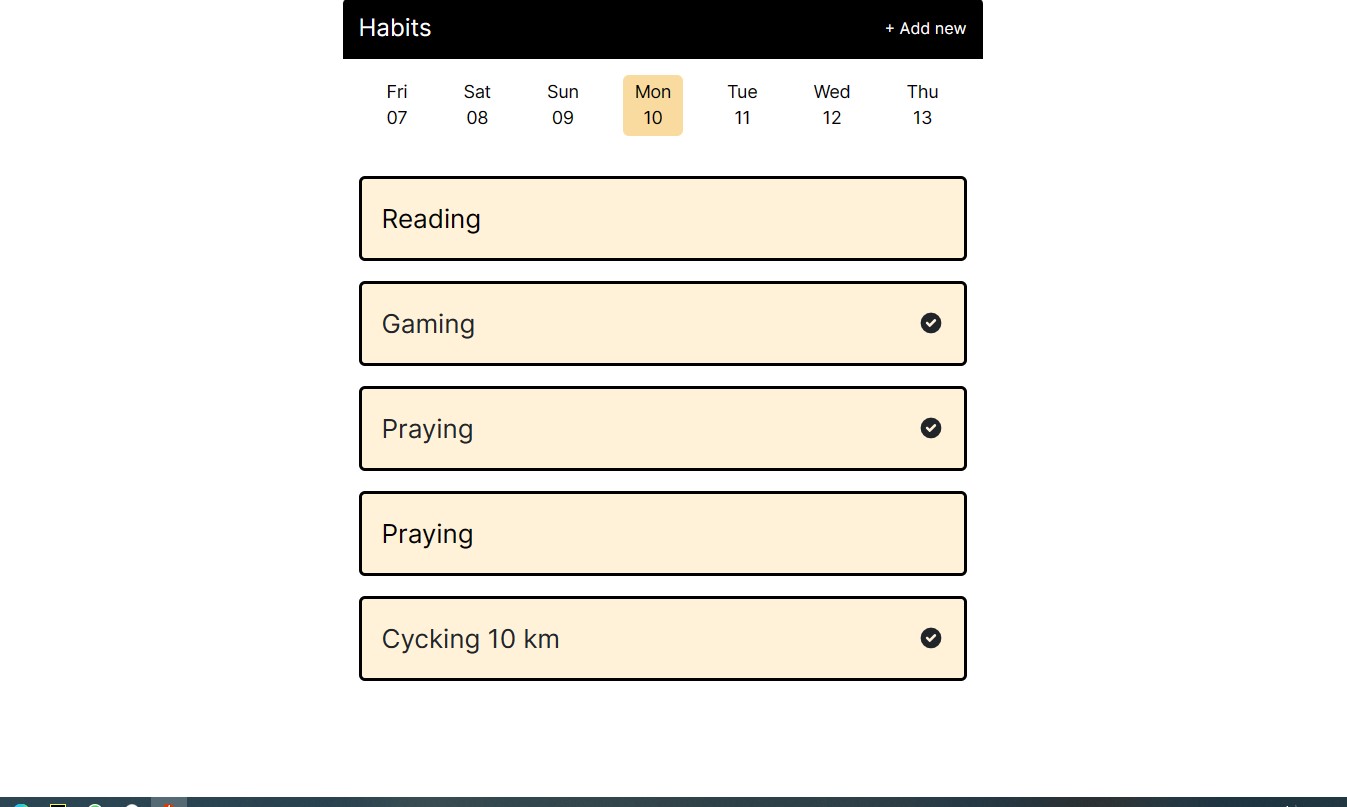 Habits
+ Add new
Fri Sat Sun Mon Tue Wed Thu
07 08 09 10 11 12 13
Reading
Gaming
Praying
Praying
Cycking 10 km